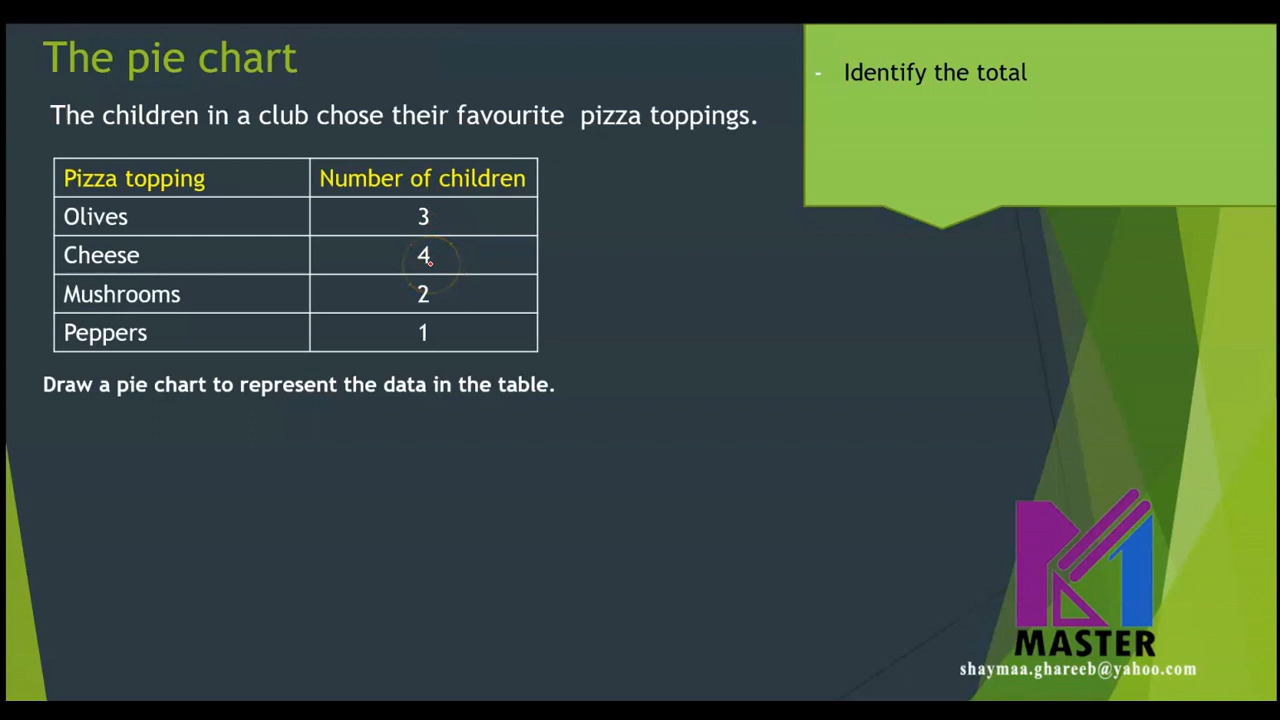 The pie chart
- Identify the total
The children in a club chose their favourite pizza toppings.
Pizza topping Number of children
Olives 3
Cheese 4
Mushrooms 2
Peppers 1
Draw a pie chart to represent the data in the table.
M1
MASTER
shaymaa.ghareeb@yahoo.com